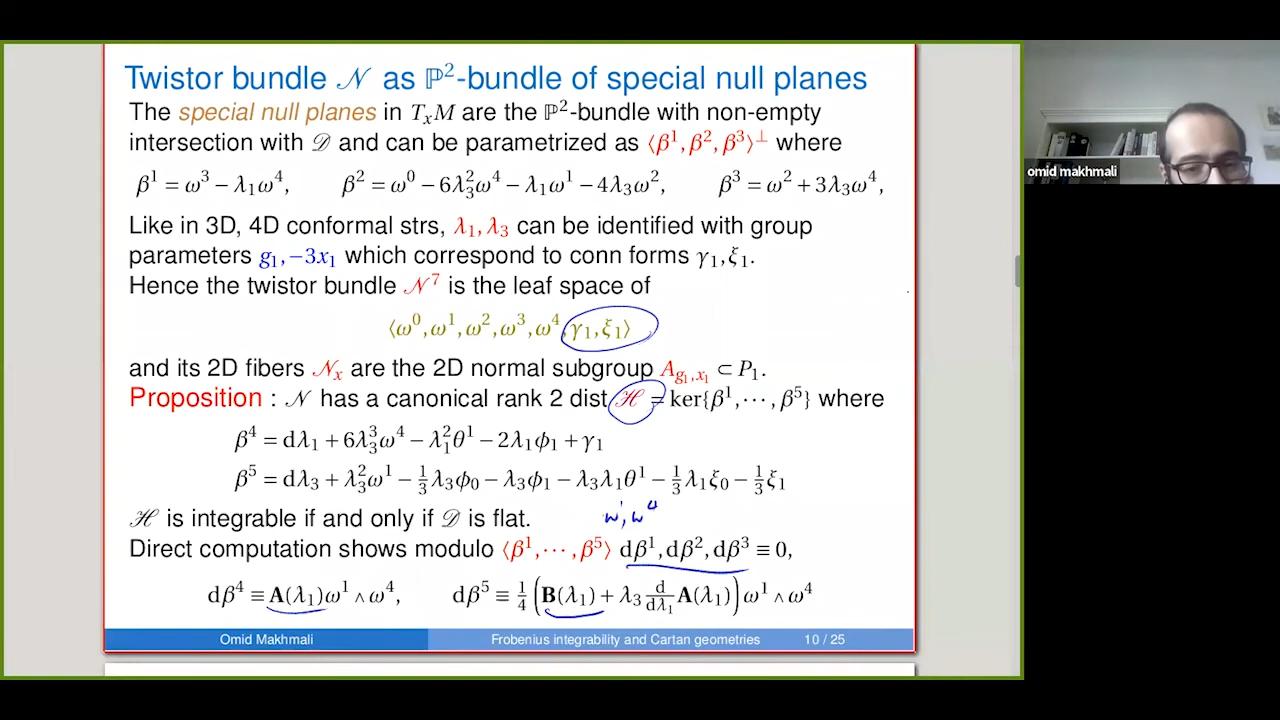 Twistor bundle 𝒩 as ℙ²-bundle of special null planes
The special null planes in TₓM are the ℙ²-bundle with non-empty
intersection with 𝒟 and can be parametrized as ⟨β¹, β², β³⟩^⊥ where
β¹ = ω³ − λ₁ω⁴, β² = ω⁰ − 6λ₃²ω⁴ − λ₁ω¹ − 4λ₃ω², β³ = ω² + 3λ₃ω⁴,
Like in 3D, 4D conformal strs, λ₁, λ₃ can be identified with group
parameters g₁, −3x₁ which correspond to conn forms γ₁, ξ₁.
Hence the twistor bundle 𝒩⁷ is the leaf space of
⟨ω⁰, ω¹, ω², ω³, ω⁴, γ₁, ξ₁⟩
and its 2D fibers 𝒩ₓ are the 2D normal subgroup A_{g₁,x₁} ⊂ P₁.
Proposition : 𝒩 has a canonical rank 2 dist ℋ = ker{β¹, ⋯, β⁵} where
β⁴ = dλ₁ + 6λ₃³ω⁴ − λ₁²θ¹ − 2λ₁ϕ₁ + γ₁
β⁵ = dλ₃ + λ₃²ω¹ − ⅓λ₃ϕ₀ − λ₃ϕ₁ − λ₃λ₁θ¹ − ⅓λ₁ξ₀ − ⅓ξ₁
ℋ is integrable if and only if 𝒟 is flat. ω¹, ω⁴
Direct computation shows modulo ⟨β¹, ⋯, β⁵⟩ dβ¹, dβ², dβ³ ≡ 0,
dβ⁴ ≡ A(λ₁)ω¹ ∧ ω⁴, dβ⁵ ≡ ¼(B(λ₁) + λ₃ d/dλ₁ A(λ₁))ω¹ ∧ ω⁴
Omid Makhmali Frobenius integrability and Cartan geometries 10 / 25
omid makhmali